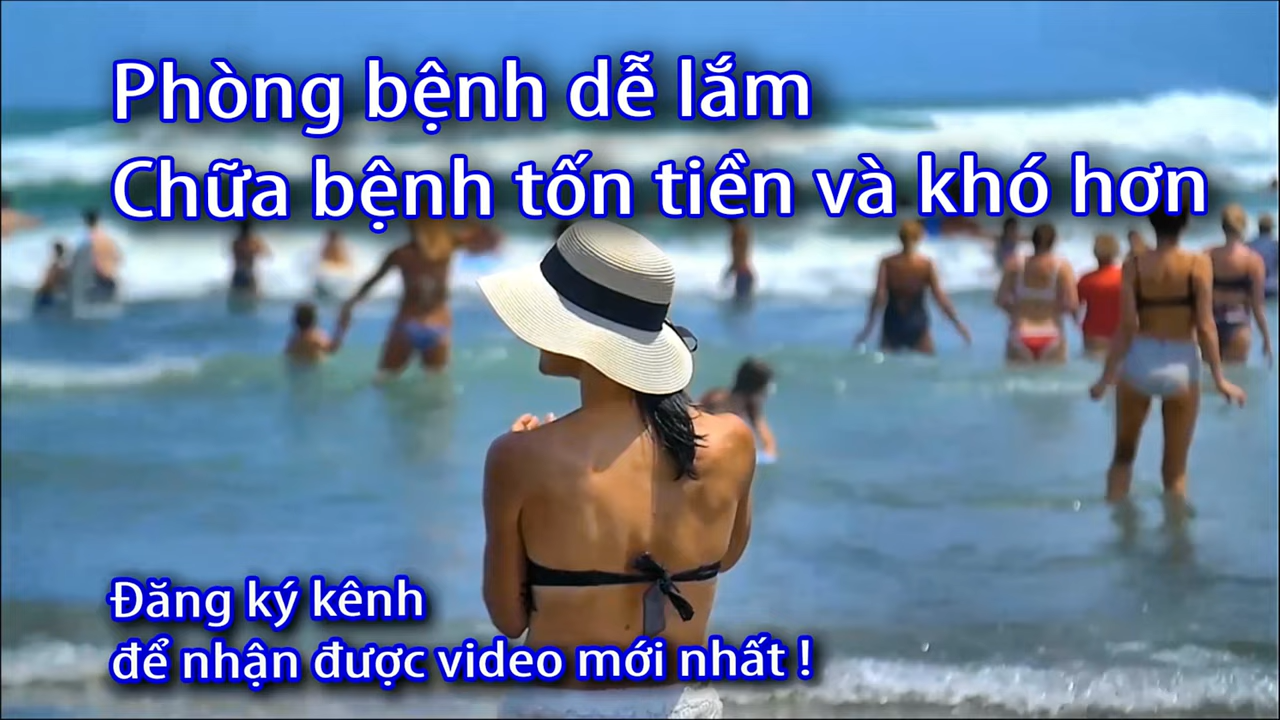 Phòng bệnh dễ lắm
Chữa bệnh tốn tiền và khó hơn
Đăng ký kênh
để nhận được video mới nhất !